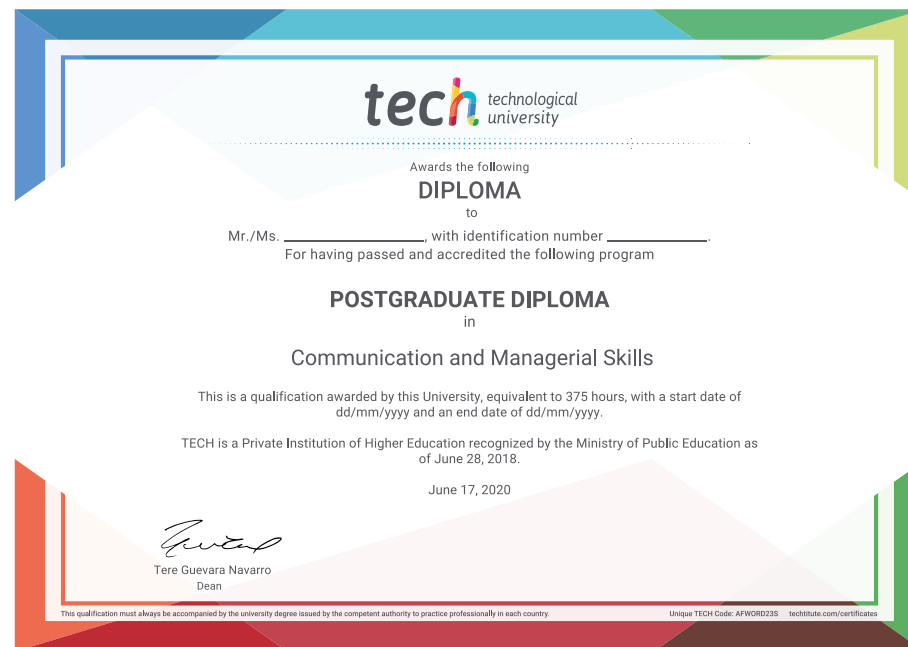 tech technological
university
Awards the following
DIPLOMA
to
Mr./Ms. ____________________, with identification number ______________.
For having passed and accredited the following program
POSTGRADUATE DIPLOMA
in
Communication and Managerial Skills
This is a qualification awarded by this University, equivalent to 375 hours, with a start date of
dd/mm/yyyy and an end date of dd/mm/yyyy.
TECH is a Private Institution of Higher Education recognized by the Ministry of Public Education as
of June 28, 2018.
June 17, 2020
Tere Guevara Navarro
Dean
This qualification must always be accompanied by the university degree issued by the competent authority to practice professionally in each country. Unique TECH Code: AFWORD23S techtitute.com/certificates